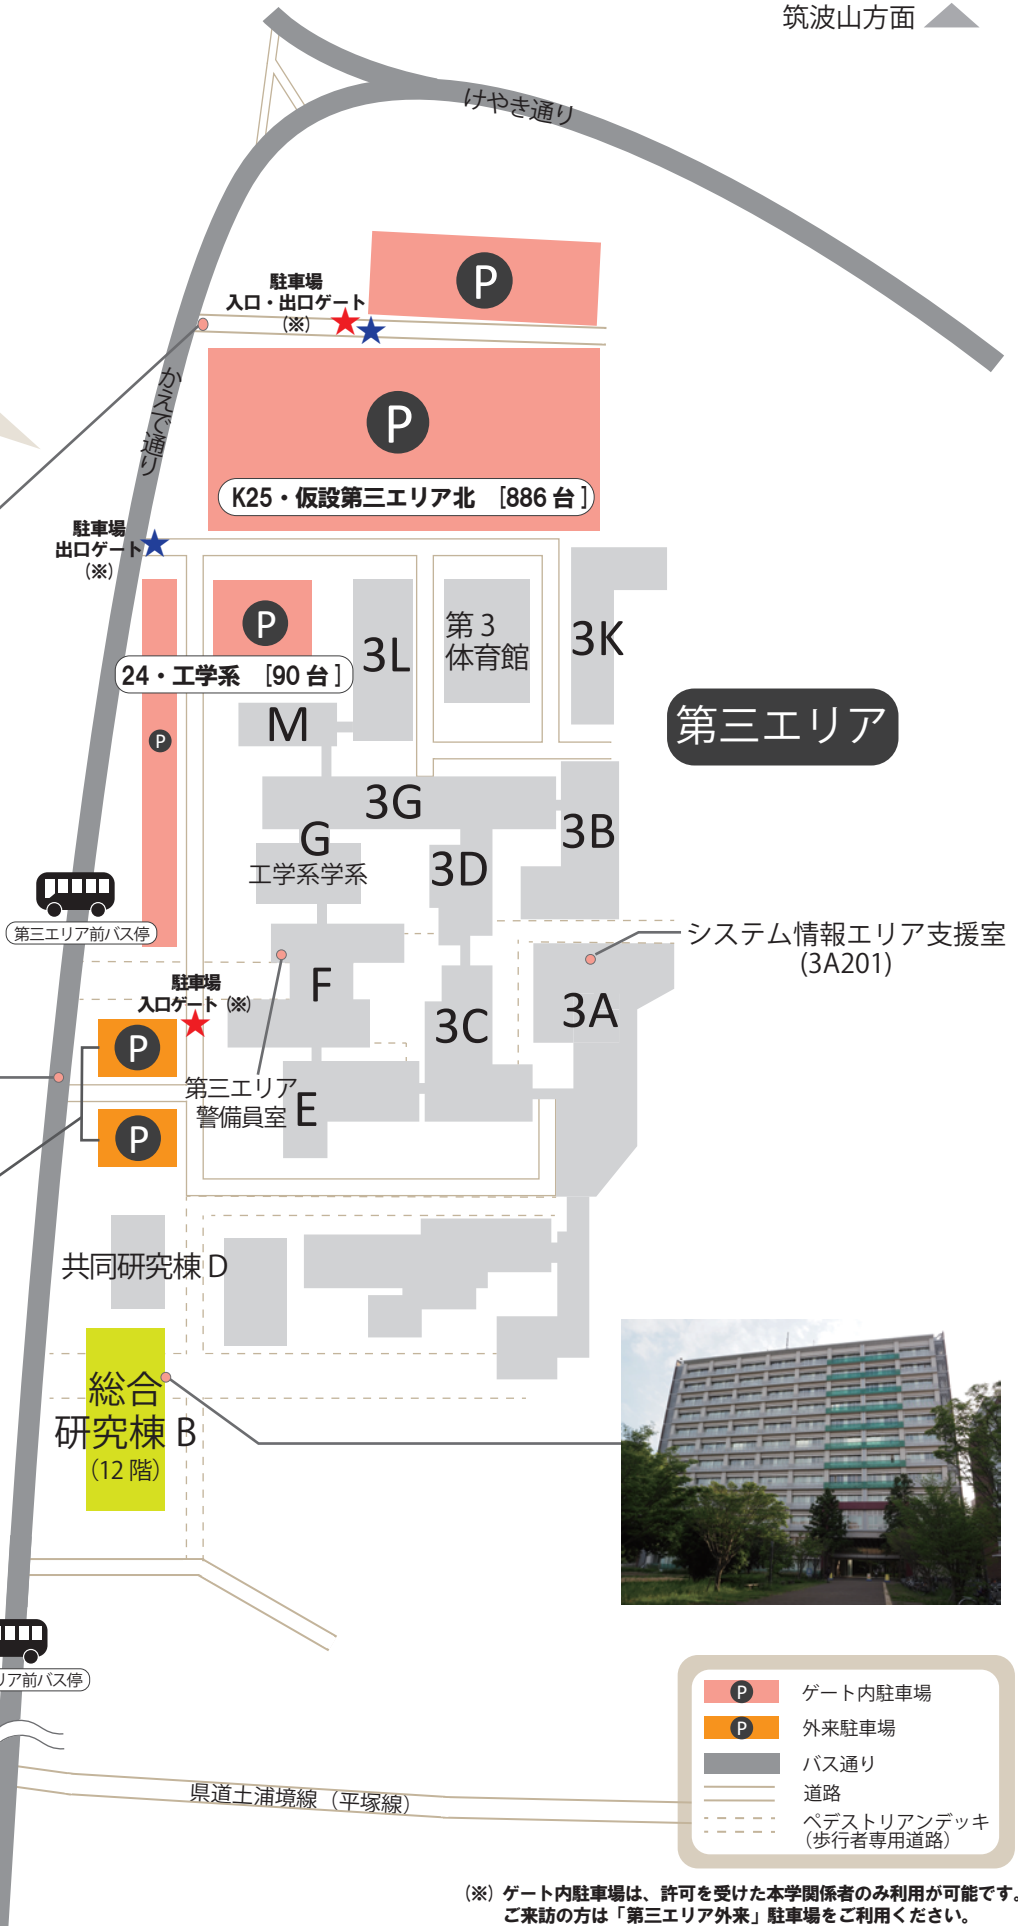 筑波山方面
けやき通り
P
駐車場
入口・出口ゲート
(※)
かえで通り
P
K25・仮設第三エリア北 [886 台]
駐車場
出口ゲート
(※)
P
24・工学系 [90 台]
3L
第 3
体育館
3K
第三エリア
M
P
3G
G
工学系学系
3D
3B
第三エリア前バス停
システム情報エリア支援室
(3A201)
駐車場
入口ゲート (※)
F
3C
3A
P
第三エリア
警備員室
E
P
共同研究棟 D
総合
研究棟 B
(12 階)
リア前バス停
P ゲート内駐車場
P 外来駐車場
バス通り
道路
ペデストリアンデッキ
(歩行者専用道路)
県道土浦境線（平塚線）
(※) ゲート内駐車場は、許可を受けた本学関係者のみ利用が可能です。
ご来訪の方は「第三エリア外来」駐車場をご利用ください。